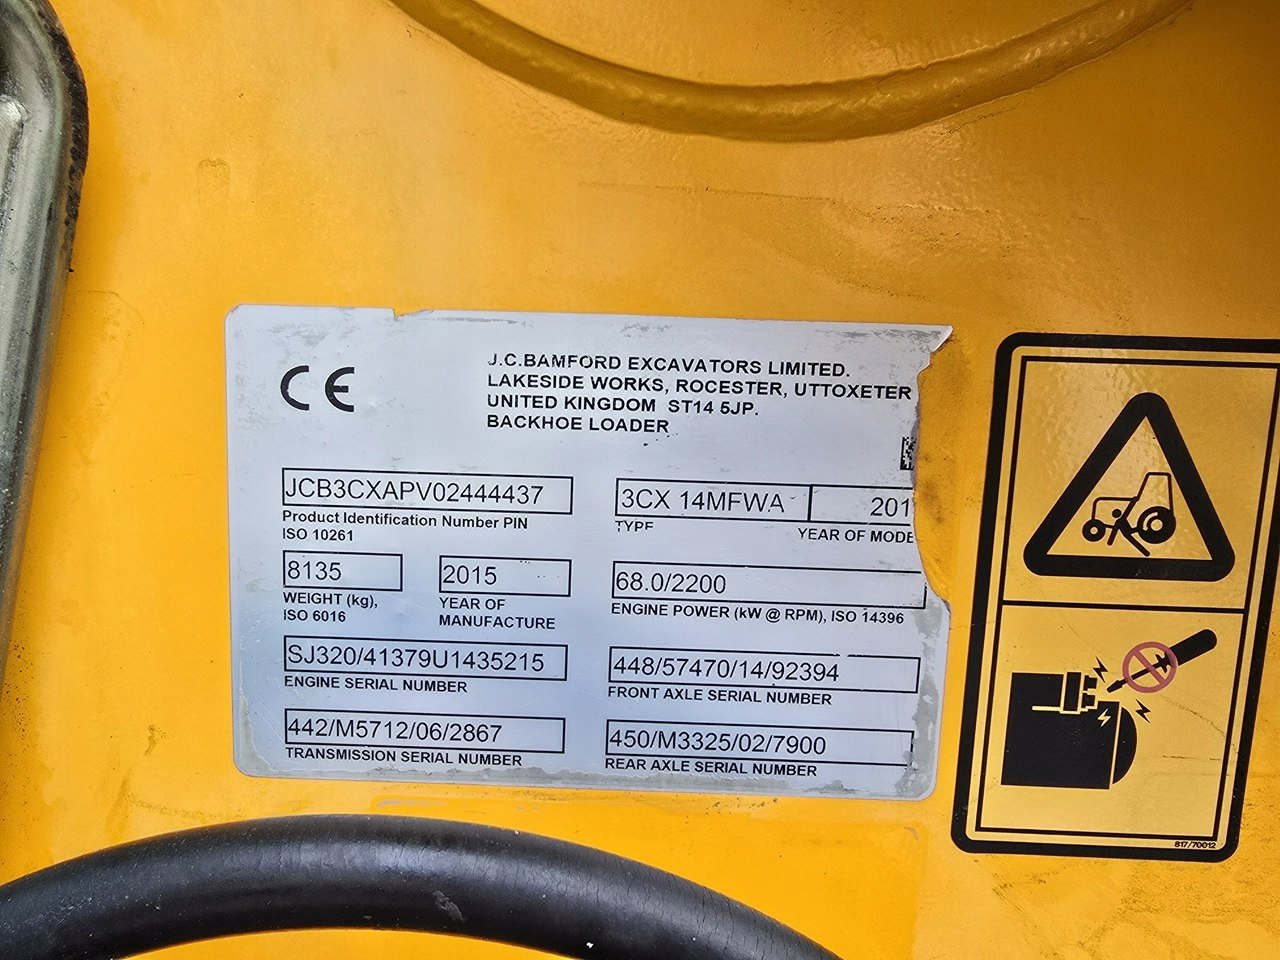 CE
J.C.BAMFORD EXCAVATORS LIMITED.
LAKESIDE WORKS, ROCESTER, UTTOXETER
UNITED KINGDOM ST14 5JP.
BACKHOE LOADER
JCB3CXAPV02444437
Product Identification Number PIN
ISO 10261
3CX 14MFWA 201
TYPE YEAR OF MODE
8135
WEIGHT (kg),
ISO 6016
2015
YEAR OF
MANUFACTURE
68.0/2200
ENGINE POWER (kW @ RPM), ISO 14396
SJ320/41379U1435215
ENGINE SERIAL NUMBER
448/57470/14/92394
FRONT AXLE SERIAL NUMBER
442/M5712/06/2867
TRANSMISSION SERIAL NUMBER
450/M3325/02/7900
REAR AXLE SERIAL NUMBER
817/70012